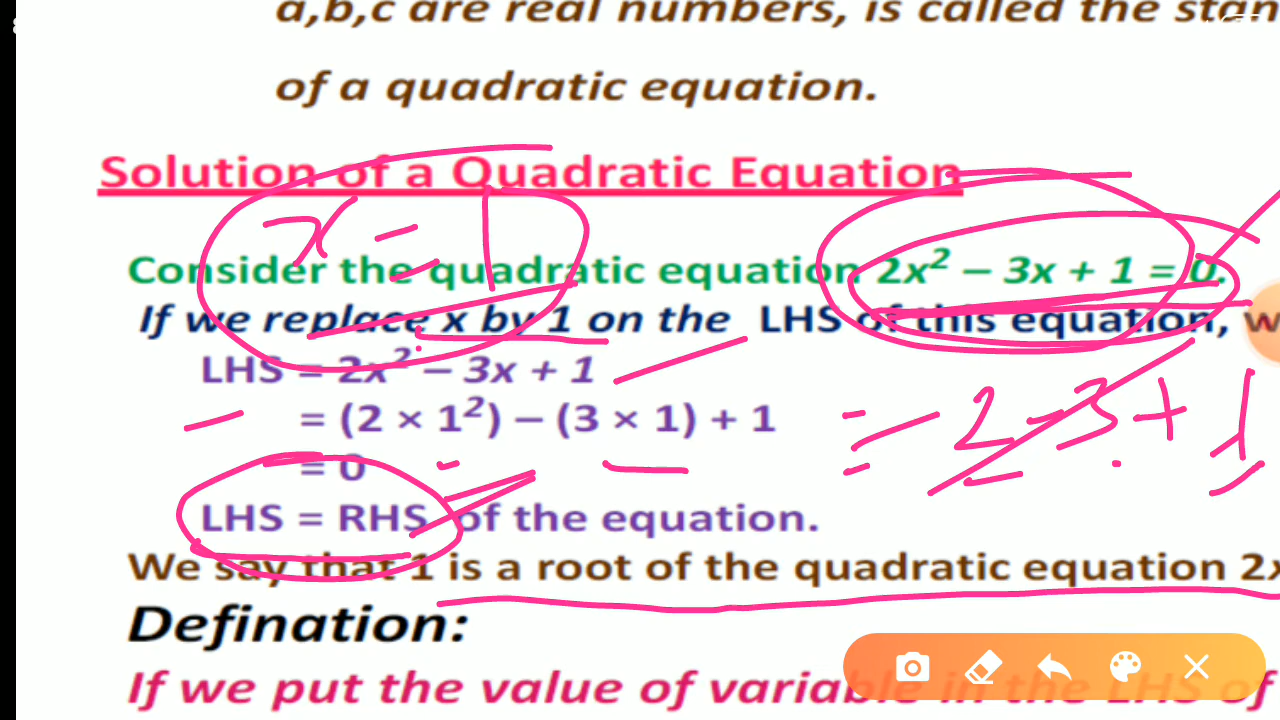 a,b,c are real numbers, is called the stan
of a quadratic equation.
Solution of a Quadratic Equation
x = 1
Consider the quadratic equation 2x² − 3x + 1 = 0.
If we replace x by 1 on the LHS of this equation, w
LHS = 2x² − 3x + 1
= (2 × 1²) − (3 × 1) + 1
= 2 - 3 + 1
= 0
LHS = RHS of the equation.
We say that 1 is a root of the quadratic equation 2x
Defination:
If we put the value of variable in the LHS of